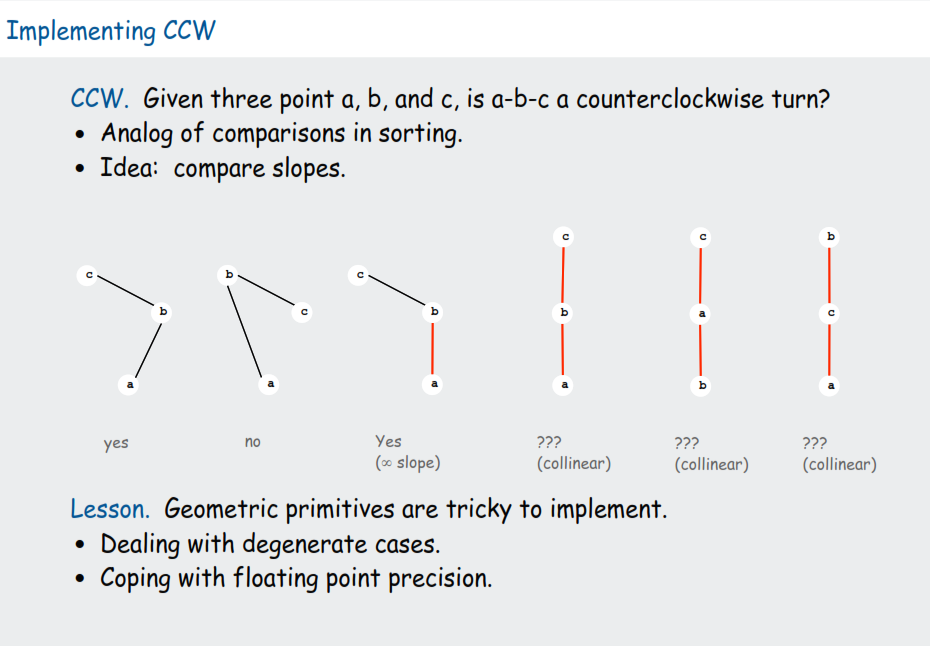 Implementing CCW
CCW. Given three point a, b, and c, is a-b-c a counterclockwise turn?
• Analog of comparisons in sorting.
• Idea: compare slopes.
c
b
a
yes
b
c
a
no
c
b
a
Yes
(∞ slope)
c
b
a
???
(collinear)
c
a
b
???
(collinear)
b
c
a
???
(collinear)
Lesson. Geometric primitives are tricky to implement.
• Dealing with degenerate cases.
• Coping with floating point precision.